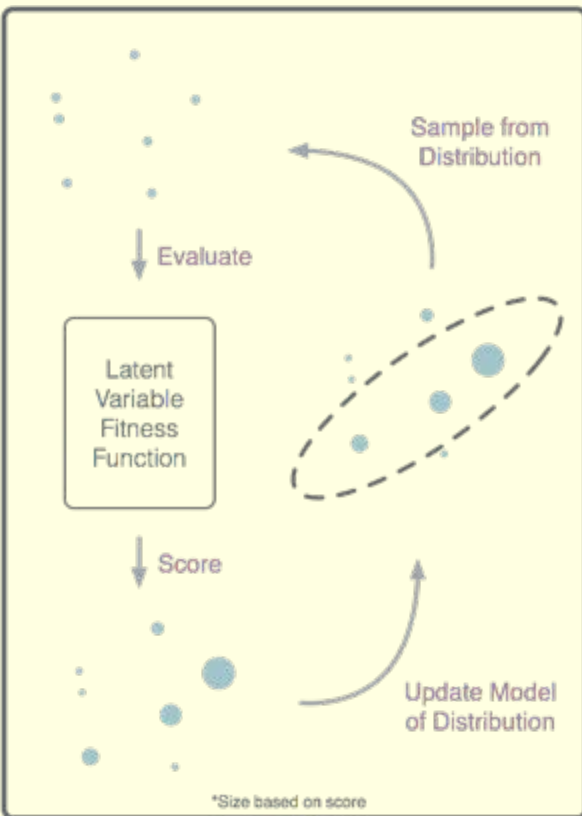 Sample from
Distribution
Evaluate
Latent
Variable
Fitness
Function
Score
Update Model
of Distribution
*Size based on score